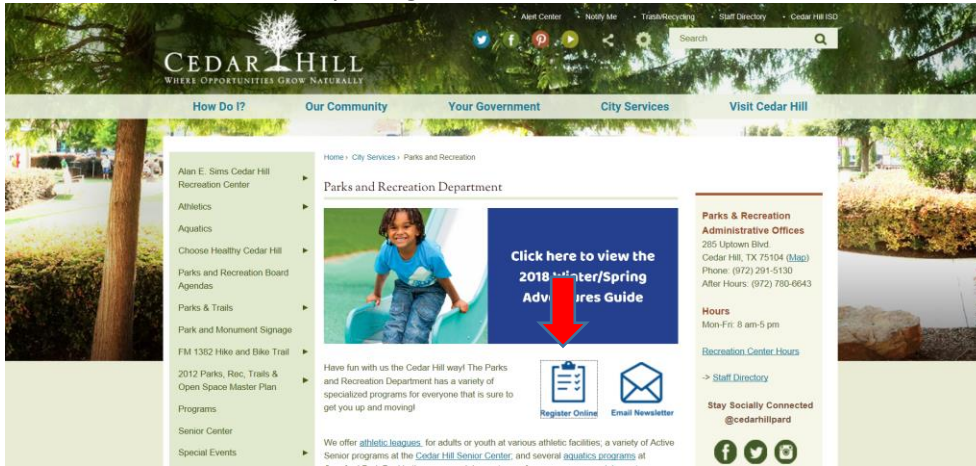 Alert Center
Notify Me
Trash/Recycling
Staff Directory
Cedar Hill ISD
Search
CEDAR HILL
WHERE OPPORTUNITIES GROW NATURALLY
How Do I?
Our Community
Your Government
City Services
Visit Cedar Hill
Alan E. Sims Cedar Hill
Recreation Center
Athletics
Aquatics
Choose Healthy Cedar Hill
Parks and Recreation Board
Agendas
Parks & Trails
Park and Monument Signage
FM 1382 Hike and Bike Trail
2012 Parks, Rec, Trails &
Open Space Master Plan
Programs
Senior Center
Special Events
Home › City Services › Parks and Recreation
Parks and Recreation Department
Click here to view the
2018 Winter/Spring
Adventures Guide
Have fun with us the Cedar Hill way! The Parks
and Recreation Department has a variety of
specialized programs for everyone that is sure to
get you up and moving!
Register Online
Email Newsletter
We offer athletic leagues for adults or youth at various athletic facilities; a variety of Active
Senior programs at the Cedar Hill Senior Center; and several aquatics programs at
Parks & Recreation
Administrative Offices
285 Uptown Blvd.
Cedar Hill, TX 75104 (Map)
Phone: (972) 291-5130
After Hours: (972) 780-6643
Hours
Mon-Fri: 8 am-5 pm
Recreation Center Hours
-> Staff Directory
Stay Socially Connected
@cedarhillpard